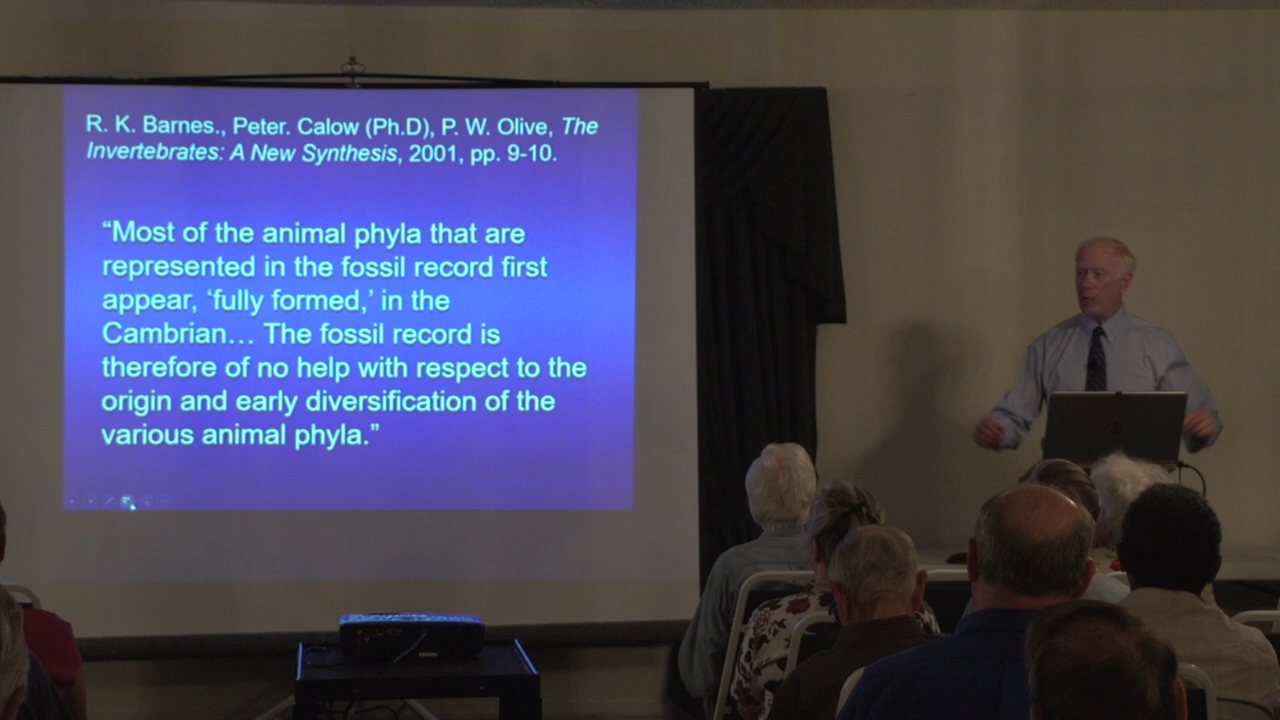 R. K. Barnes., Peter. Calow (Ph.D), P. W. Olive, The
Invertebrates: A New Synthesis, 2001, pp. 9-10.
“Most of the animal phyla that are
represented in the fossil record first
appear, ‘fully formed,’ in the
Cambrian… The fossil record is
therefore of no help with respect to the
origin and early diversification of the
various animal phyla.”